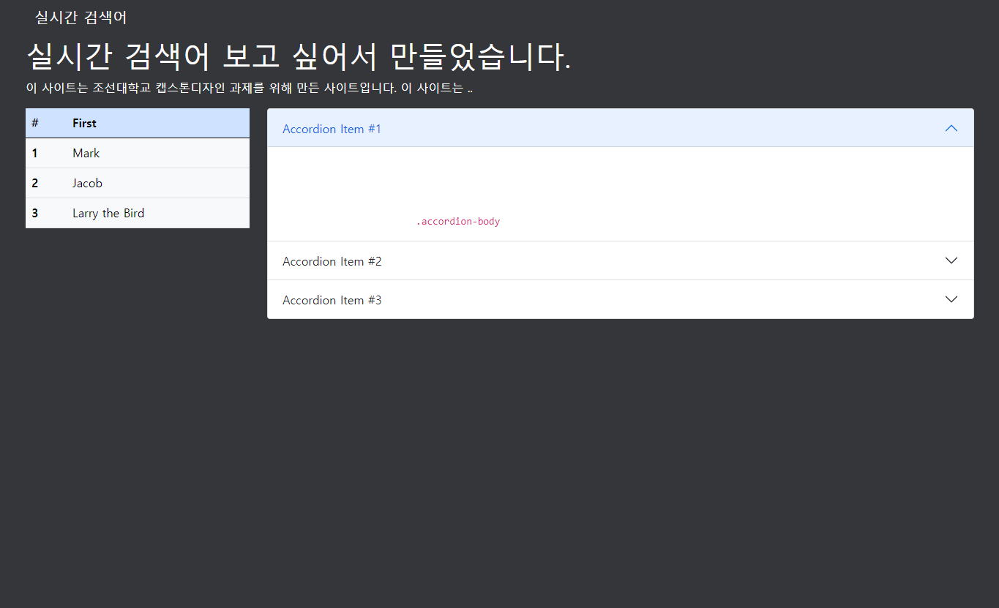 실시간 검색어
실시간 검색어 보고 싶어서 만들었습니다.
이 사이트는 조선대학교 캡스톤디자인 과제를 위해 만든 사이트입니다. 이 사이트는 ..
# First
1 Mark
2 Jacob
3 Larry the Bird
Accordion Item #1
.accordion-body
Accordion Item #2
Accordion Item #3